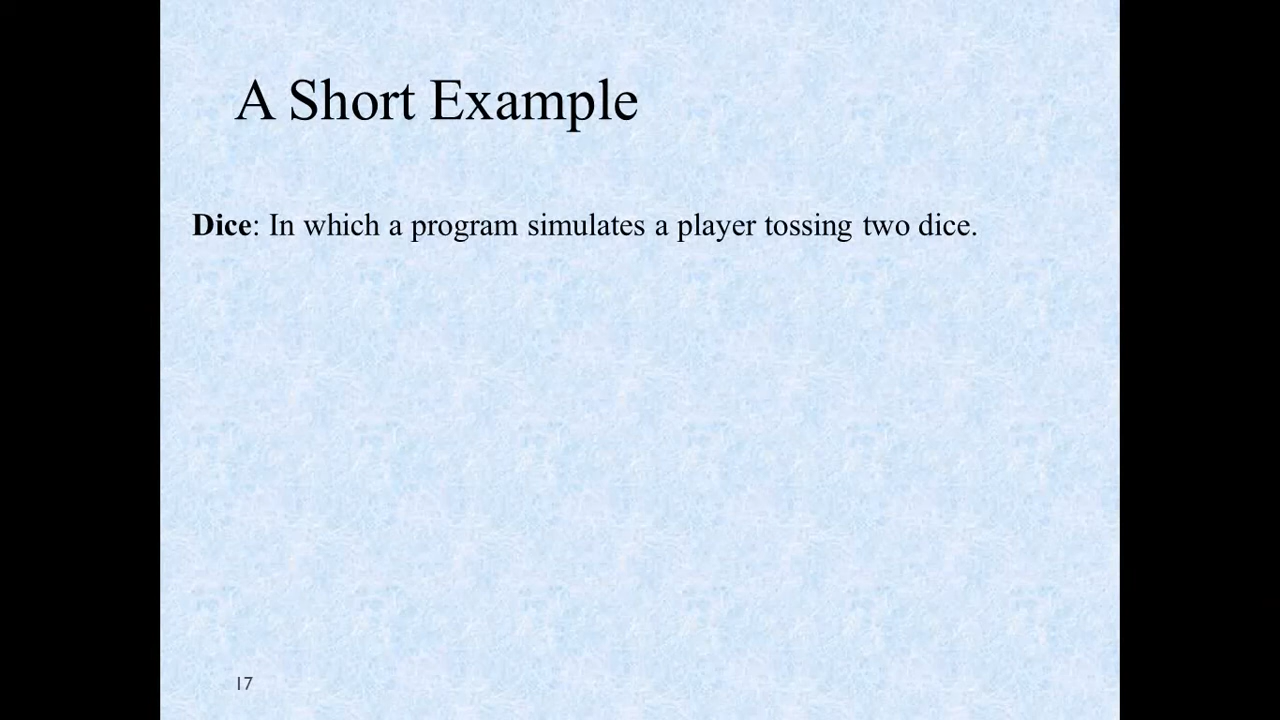 A Short Example
Dice: In which a program simulates a player tossing two dice.
17